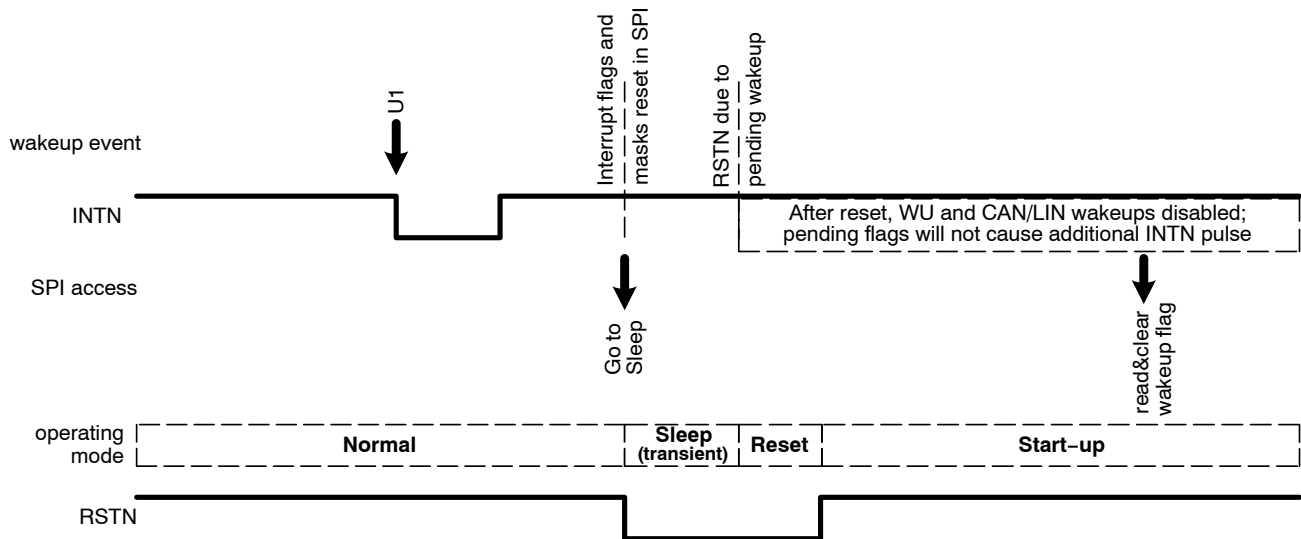 Interrupt flags and
masks reset in SPI
RSTN due to
pending wakeup
U1
wakeup event
INTN
After reset, WU and CAN/LIN wakeups disabled;
pending flags will not cause additional INTN pulse
SPI access
Go to
Sleep
read&clear
wakeup flag
operating
mode
Normal
Sleep
(transient)
Reset
Start−up
RSTN